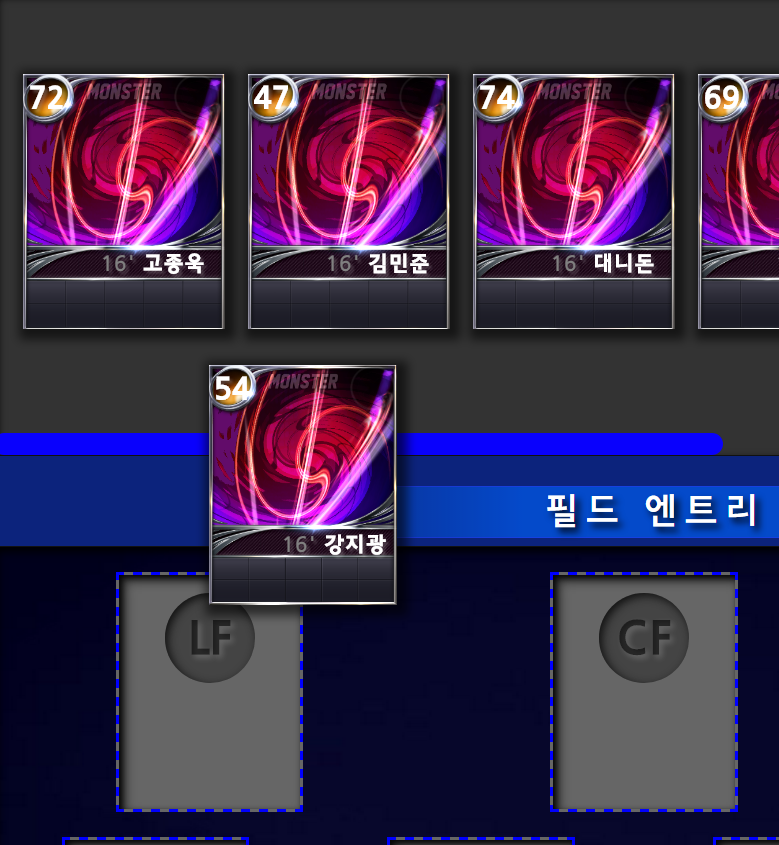 72 MONSTER
16' 고종욱
47 MONSTER
16' 김민준
74 MONSTER
16' 대니돈
69
54 MONSTER
16' 강지광
필드 엔트리
LF
CF